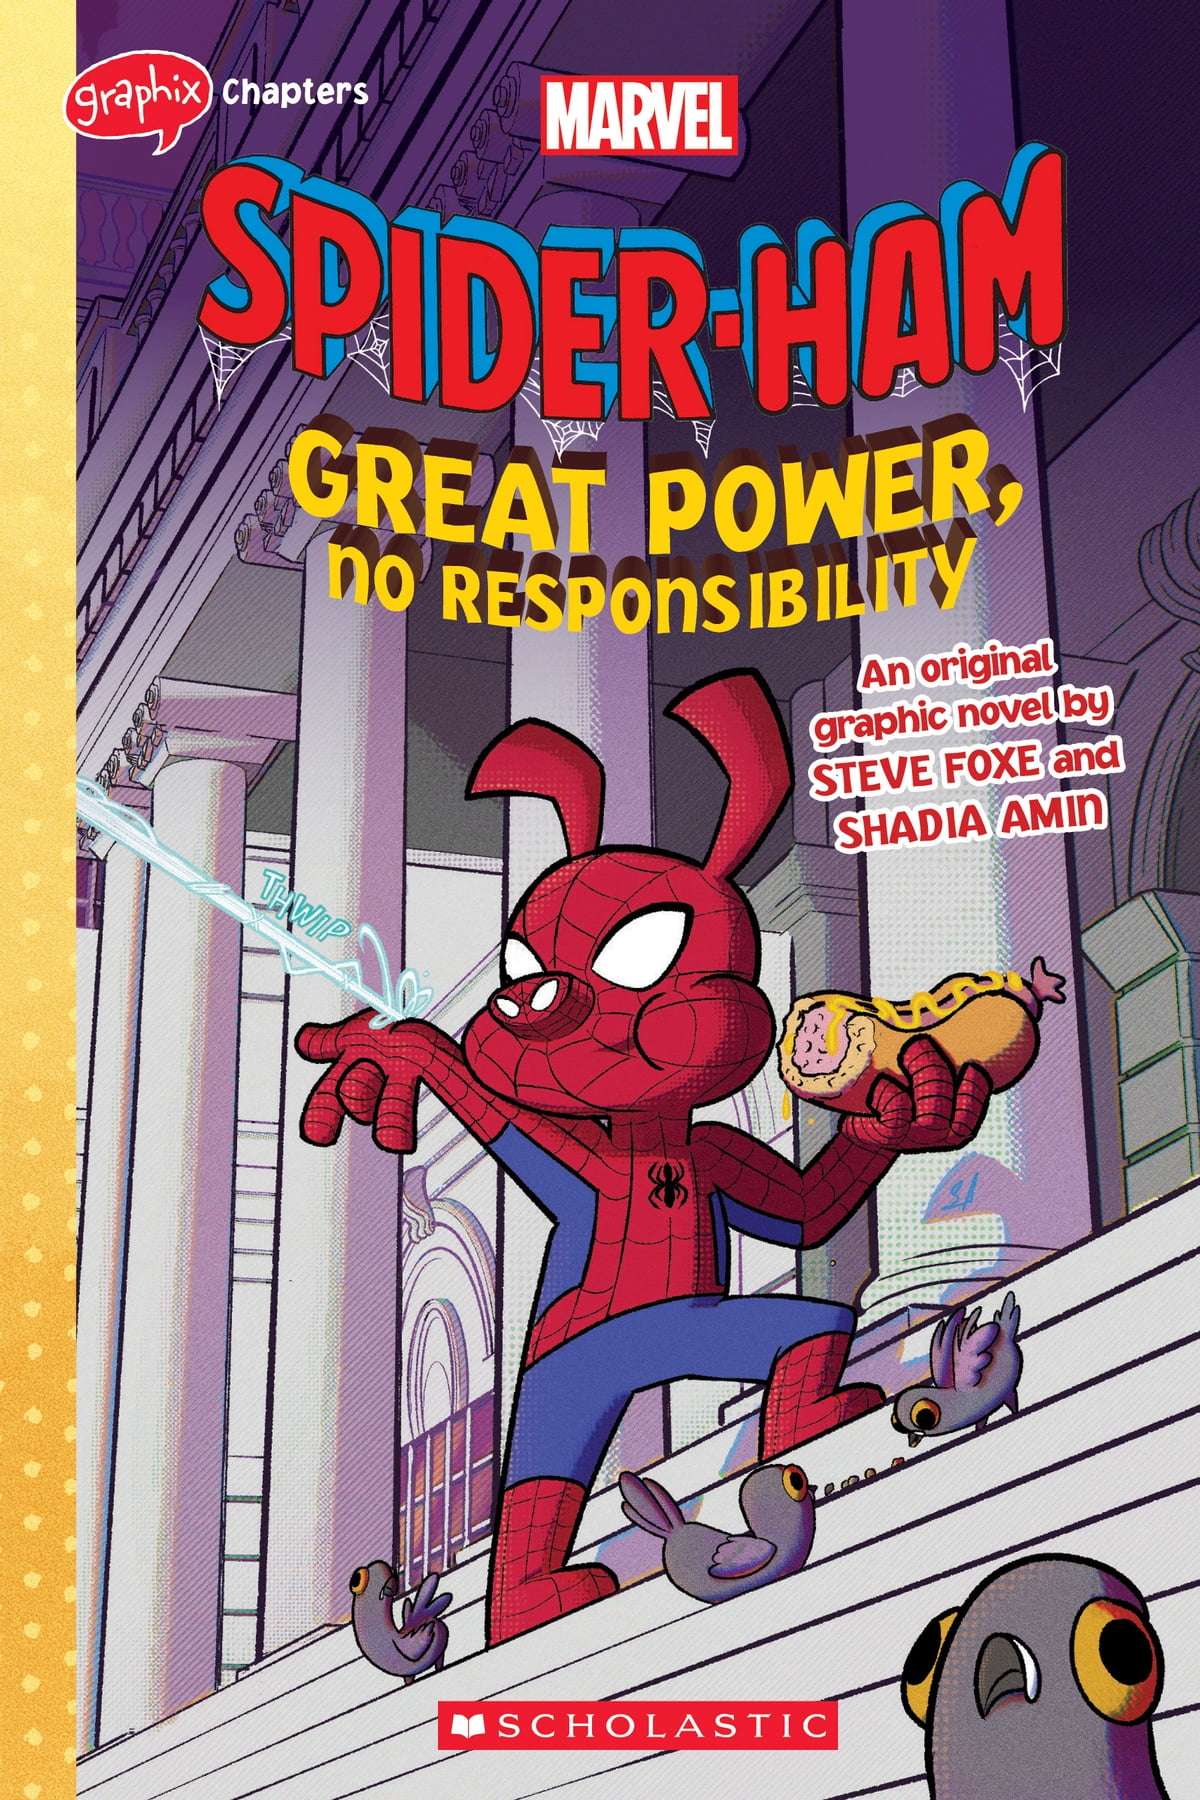 graphix Chapters
MARVEL
SPIDER-HAM
GREAT POWER,
NO RESPONSIBILITY
An original
graphic novel by
STEVE FOXE and
SHADIA AMIN
THWIP
SA
SCHOLASTIC